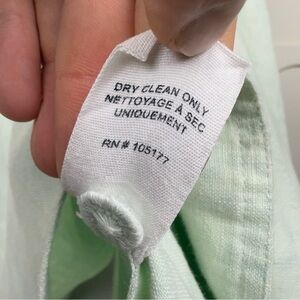 DRY CLEAN ONLY
NETTOYAGE À SEC
UNIQUEMENT
RN# 105177